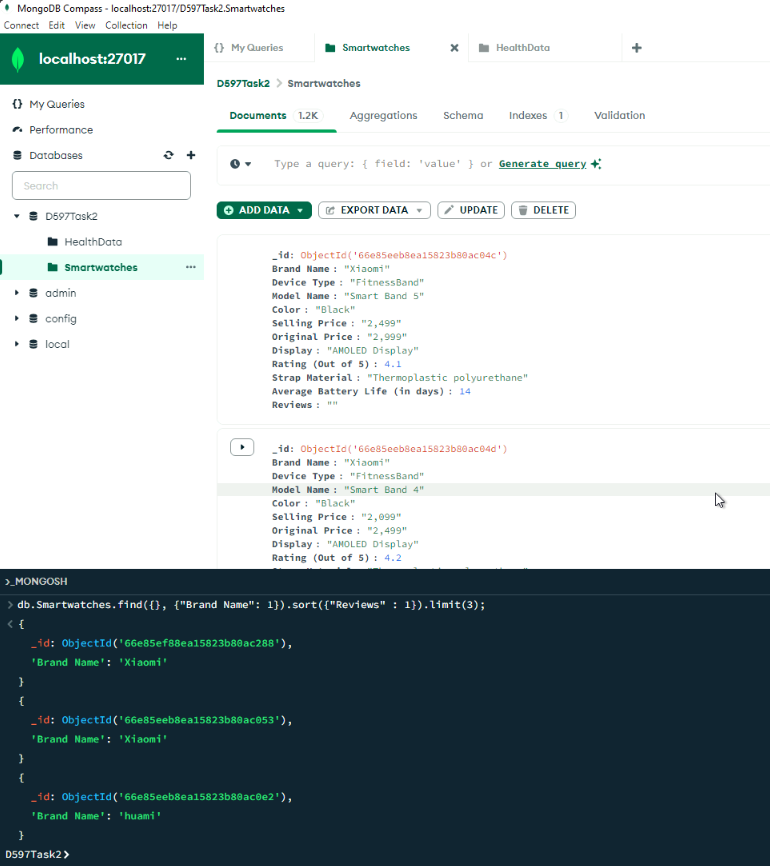 MongoDB Compass - localhost:27017/D597Task2.Smartwatches
Connect Edit View Collection Help
localhost:27017 ...
{} My Queries
Smartwatches
HealthData
{} My Queries
Performance
Databases
Search
D597Task2
HealthData
Smartwatches ...
admin
config
local
D597Task2 > Smartwatches
Documents 1.2K Aggregations Schema Indexes 1 Validation
Type a query: { field: 'value' } or Generate query
ADD DATA EXPORT DATA UPDATE DELETE
_id: ObjectId('66e85eeb8ea15823b80ac04c')
Brand Name : "Xiaomi"
Device Type : "FitnessBand"
Model Name : "Smart Band 5"
Color : "Black"
Selling Price : "2,499"
Original Price : "2,999"
Display : "AMOLED Display"
Rating (Out of 5) : 4.1
Strap Material : "Thermoplastic polyurethane"
Average Battery Life (in days) : 14
Reviews : ""
_id: ObjectId('66e85eeb8ea15823b80ac04d')
Brand Name : "Xiaomi"
Device Type : "FitnessBand"
Model Name : "Smart Band 4"
Color : "Black"
Selling Price : "2,099"
Original Price : "2,499"
Display : "AMOLED Display"
Rating (Out of 5) : 4.2
>_MONGOSH
> db.Smartwatches.find({}, {"Brand Name": 1}).sort({"Reviews" : 1}).limit(3);
< {
_id: ObjectId('66e85ef88ea15823b80ac288'),
'Brand Name': 'Xiaomi'
}
{
_id: ObjectId('66e85eeb8ea15823b80ac053'),
'Brand Name': 'Xiaomi'
}
{
_id: ObjectId('66e85eeb8ea15823b80ac0e2'),
'Brand Name': 'huami'
}
D597Task2>